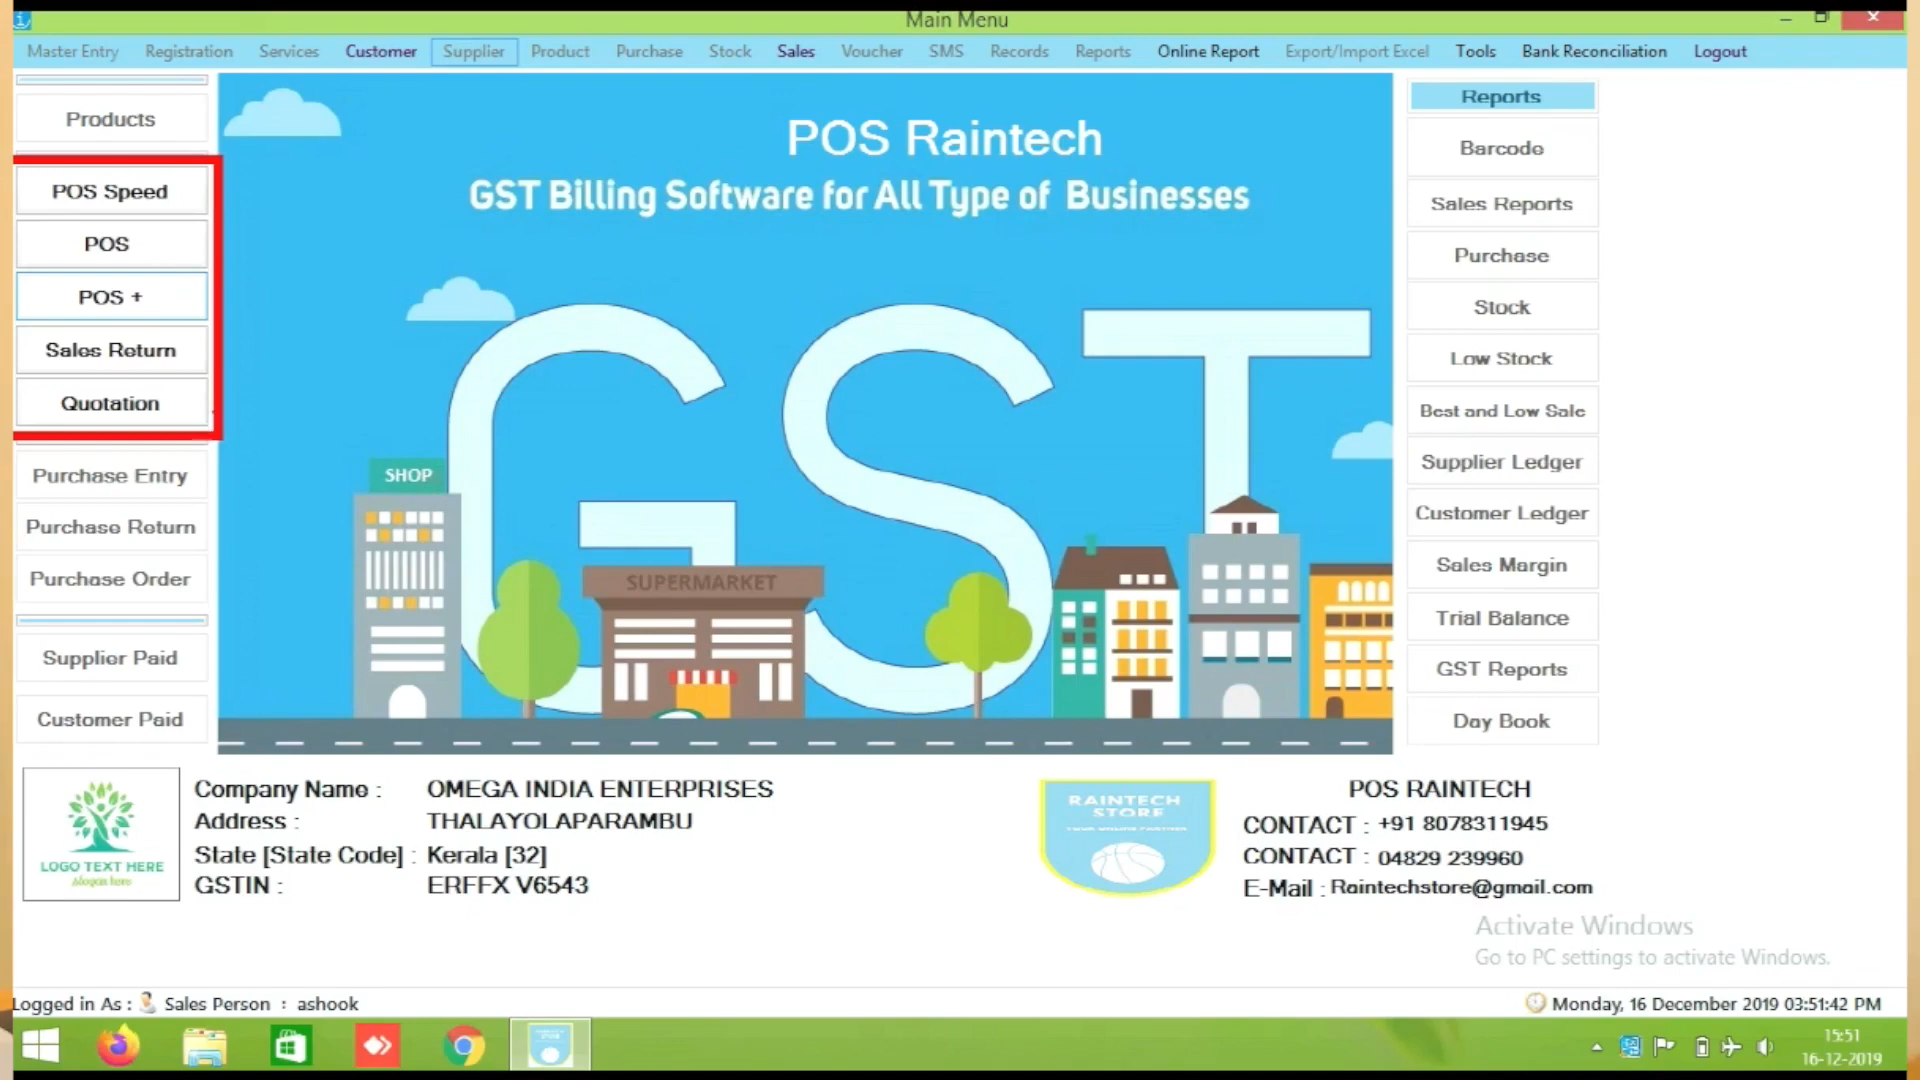 Main Menu
Master Entry Registration Services Customer Supplier Product Purchase Stock Sales Voucher SMS Records Reports Online Report Export/Import Excel Tools Bank Reconciliation Logout
Products
POS Speed
POS
POS +
Sales Return
Quotation
Purchase Entry
Purchase Return
Purchase Order
Supplier Paid
Customer Paid
POS Raintech
GST Billing Software for All Type of Businesses
GST
SHOP
SUPERMARKET
Reports
Barcode
Sales Reports
Purchase
Stock
Low Stock
Best and Low Sale
Supplier Ledger
Customer Ledger
Sales Margin
Trial Balance
GST Reports
Day Book
LOGO TEXT HERE
Company Name : OMEGA INDIA ENTERPRISES
Address : THALAYOLAPARAMBU
State [State Code] : Kerala [32]
GSTIN : ERFFX V6543
RAINTECH
STORE
POS RAINTECH
CONTACT : +91 8078311945
CONTACT : 04829 239960
E-Mail : Raintechstore@gmail.com
Activate Windows
Go to PC settings to activate Windows.
Logged in As : Sales Person : ashook
Monday, 16 December 2019 03:51:42 PM
15:51
16-12-2019